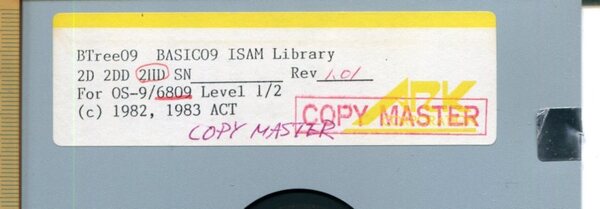 BTree09 BASIC09 ISAM Library
2D 2DD 2HD SN__________ Rev 1.01
For OS-9/6809 Level 1/2
(c) 1982, 1983 ACT
ARK
COPY MASTER
COPY MASTER